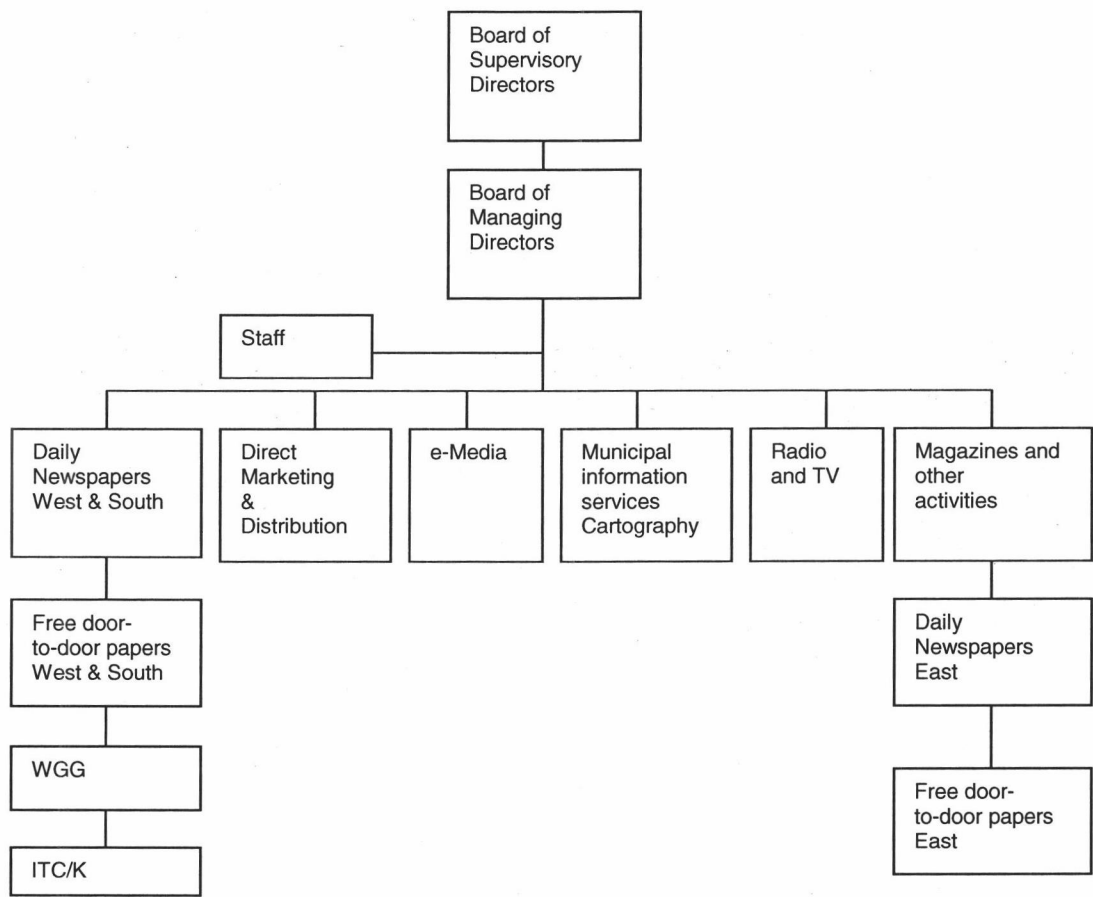 Board of
Supervisory
Directors
Board of
Managing
Directors
Staff
Daily
Newspapers
West & South
Direct
Marketing
&
Distribution
e-Media
Municipal
information
services
Cartography
Radio
and TV
Magazines and
other
activities
Free door-
to-door papers
West & South
Daily
Newspapers
East
WGG
Free door-
to-door papers
East
ITC/K